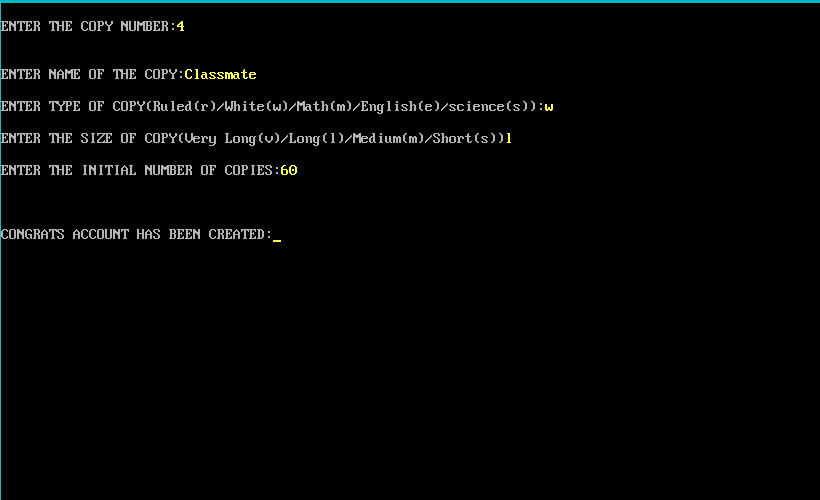 ENTER THE COPY NUMBER:4
ENTER NAME OF THE COPY:Classmate
ENTER TYPE OF COPY(Ruled(r)/White(w)/Math(m)/English(e)/science(s)):w
ENTER THE SIZE OF COPY(Very Long(v)/Long(l)/Medium(m)/Short(s))l
ENTER THE INITIAL NUMBER OF COPIES:60
CONGRATS ACCOUNT HAS BEEN CREATED:_